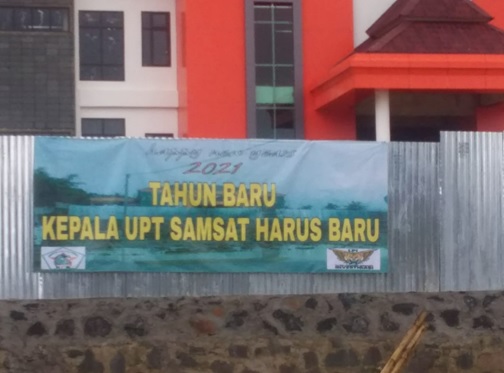 2021
TAHUN BARU
KEPALA UPT SAMSAT HARUS BARU